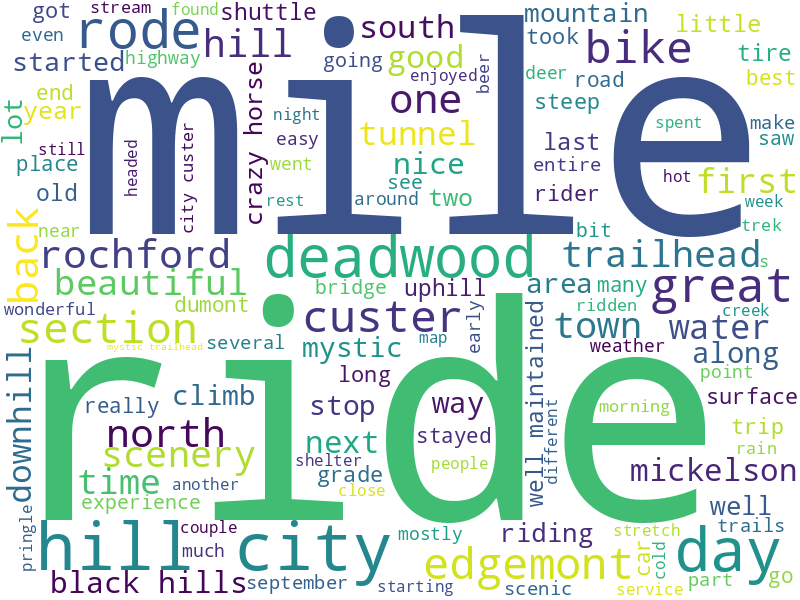 got
stream
found
shuttle
south
mountain
little
even
rode
hill
going
good
took
bike
tire
started
highway
enjoyed
beer
deer
road
best
end
year
lot
crazy horse
one
steep
night
tunnel
spent
make
still
headed
city custer
easy
last
saw
place
went
nice
entire
hot
first
old
rest
around
see
two
rider
week
near
mile
bit
trek
back
rochford
deadwood
trailhead
s
beautiful
bridge
uphill
area
many
great
wonderful
dumont
custer
early
well maintained
ridden
creek
section
several
mystic
map
town
water
mystic trailhead
long
weather
along
downhill
climb
point
really
stop
way
different
morning
surface
ride
north
next
stayed
trip
scenery
shelter
people
rain
time
another
grade
close
mickelson
experience
pringle
couple
mostly
riding
stretch
well
trails
hill
city
much
edgemont
car
cold
day
black hills
september
starting
scenic
service
part
go